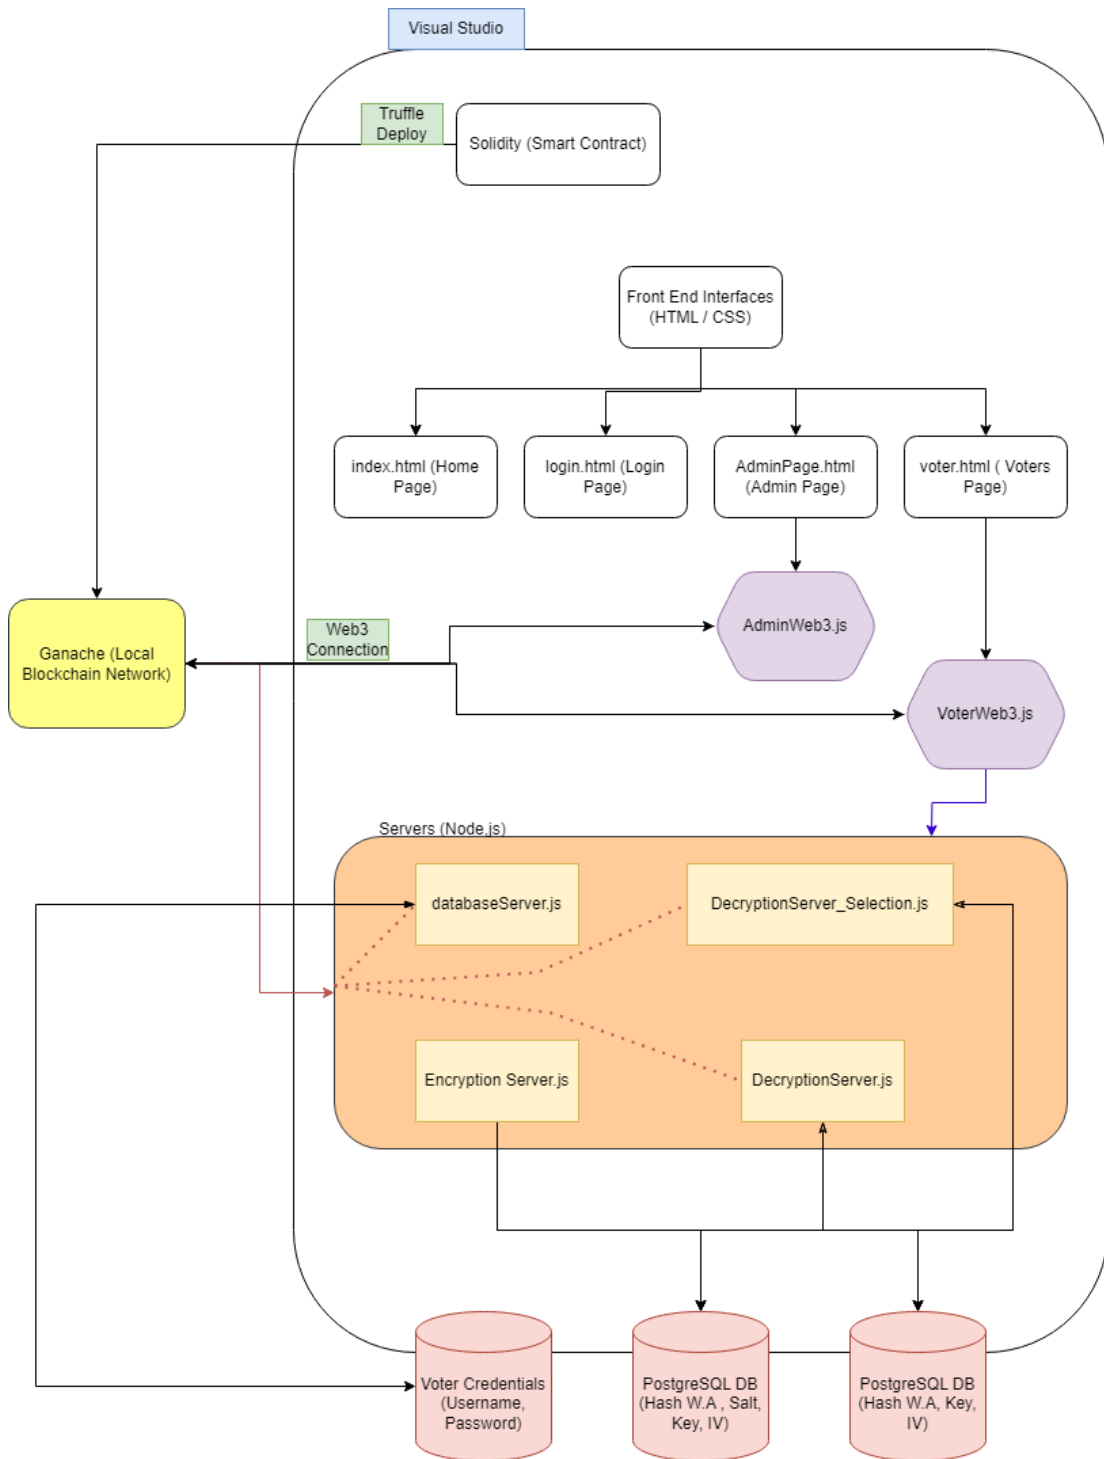 Visual Studio
Truffle
Deploy
Solidity (Smart Contract)
Front End Interfaces
(HTML / CSS)
index.html (Home
Page)
login.html (Login
Page)
AdminPage.html
(Admin Page)
voter.html ( Voters
Page)
AdminWeb3.js
Web3
Connection
Ganache (Local
Blockchain Network)
VoterWeb3.js
Servers (Node,js)
databaseServer.js
DecryptionServer_Selection.js
Encryption Server.js
DecryptionServer.js
Voter Credentials
(Username,
Password)
PostgreSQL DB
(Hash W.A , Salt,
Key, IV)
PostgreSQL DB
(Hash W.A, Key,
IV)